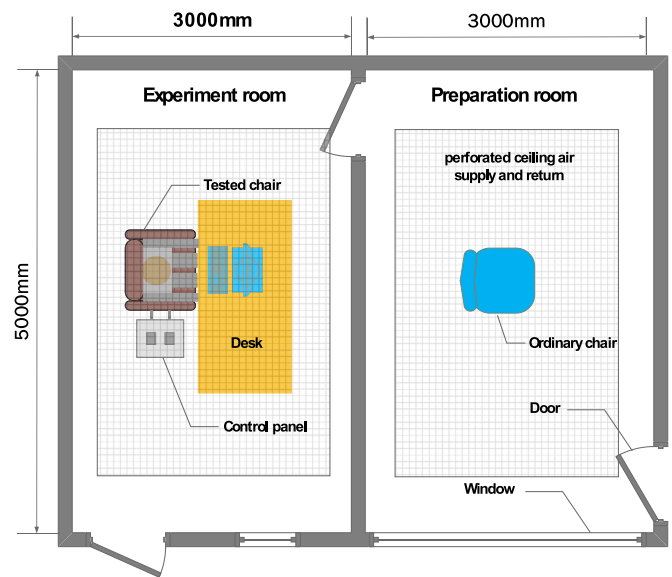 3000mm
3000mm
Experiment room
Preparation room
perforated ceiling air
supply and return
Tested chair
5000mm
Desk
Ordinary chair
Door
Control panel
Window